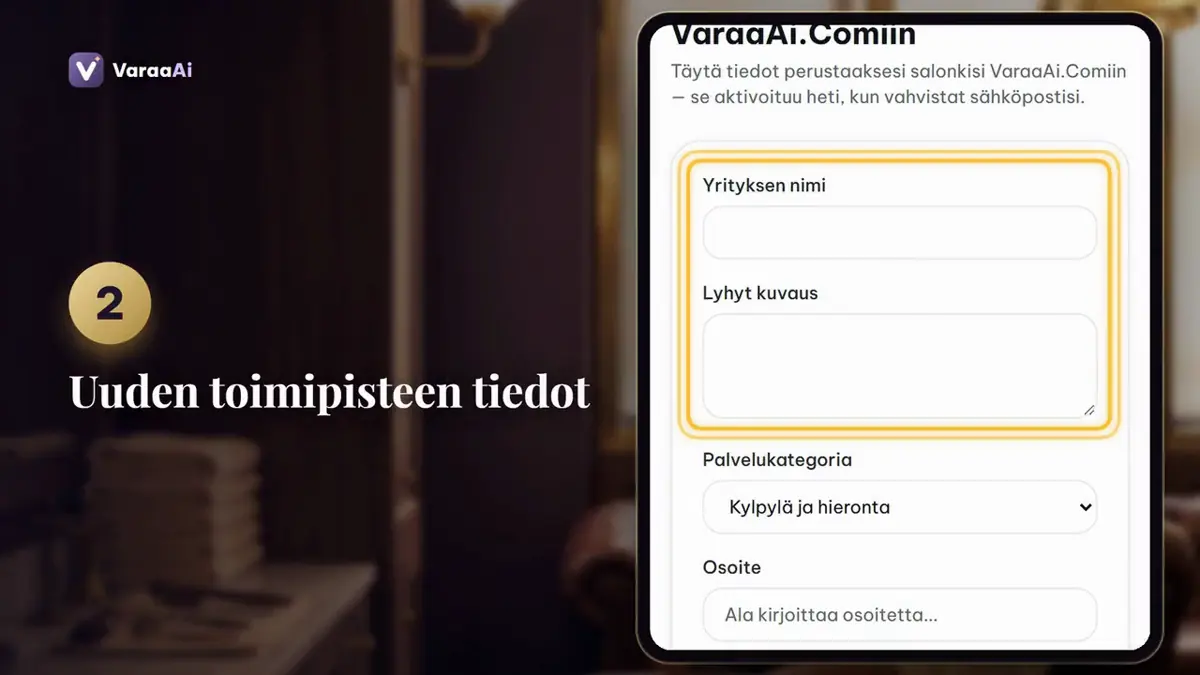 VaraaAi
2
Uuden toimipisteen tiedot
VaraaAi.Comiin
Täytä tiedot perustaaksesi salonkisi VaraaAi.Comiin
– se aktivoituu heti, kun vahvistat sähköpostisi.
Yrityksen nimi
Lyhyt kuvaus
Palvelukategoria
Kylpylä ja hieronta
Osoite
Ala kirjoittaa osoitetta...